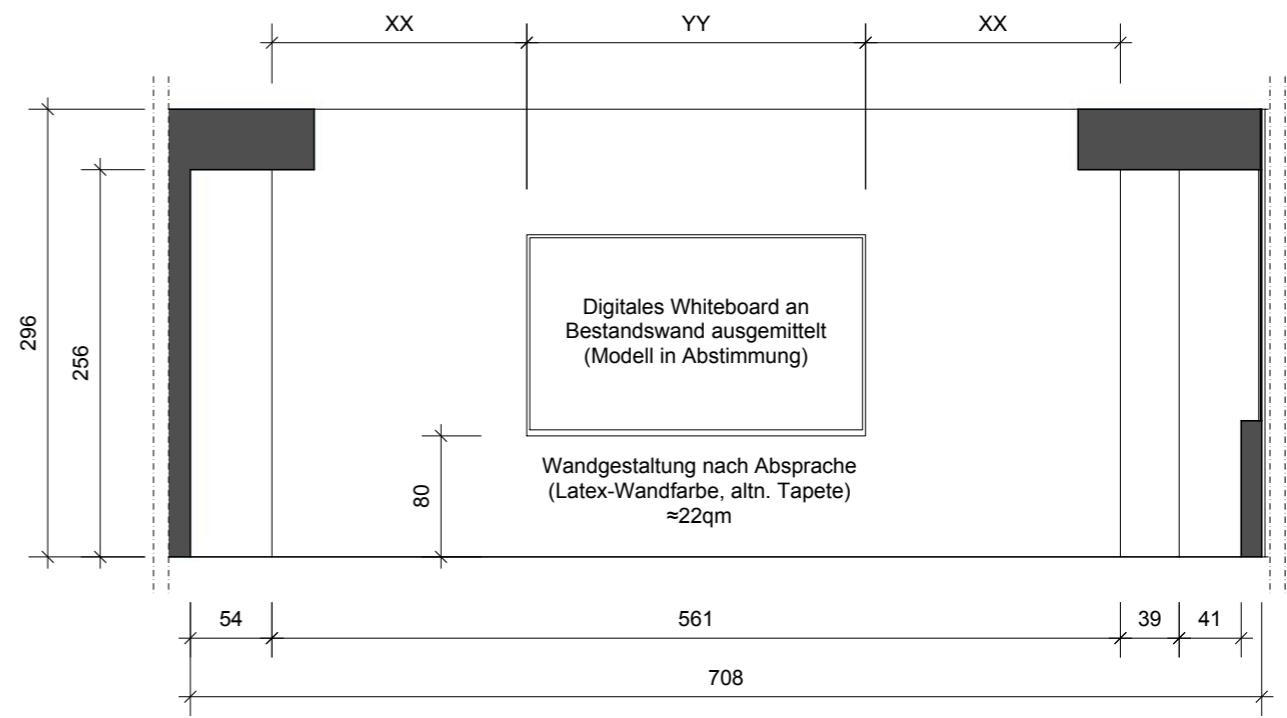 XX
YY
XX
296
256
Digitales Whiteboard an
Bestandswand ausgemittelt
(Modell in Abstimmung)
80
Wandgestaltung nach Absprache
(Latex-Wandfarbe, altn. Tapete)
≈22qm
54
561
39
41
708